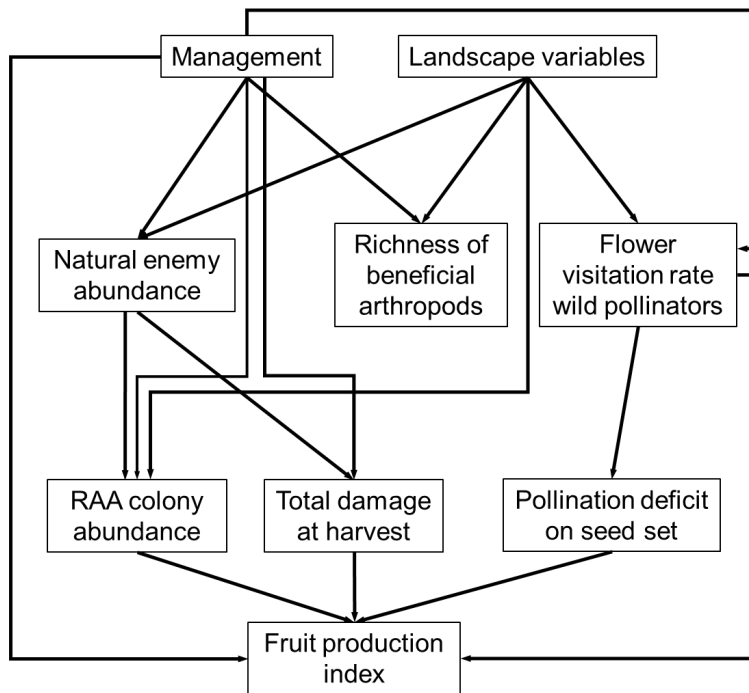 Management
Landscape variables
Natural enemy
abundance
Richness of
beneficial
arthropods
Flower
visitation rate
wild pollinators
RAA colony
abundance
Total damage
at harvest
Pollination deficit
on seed set
Fruit production
index